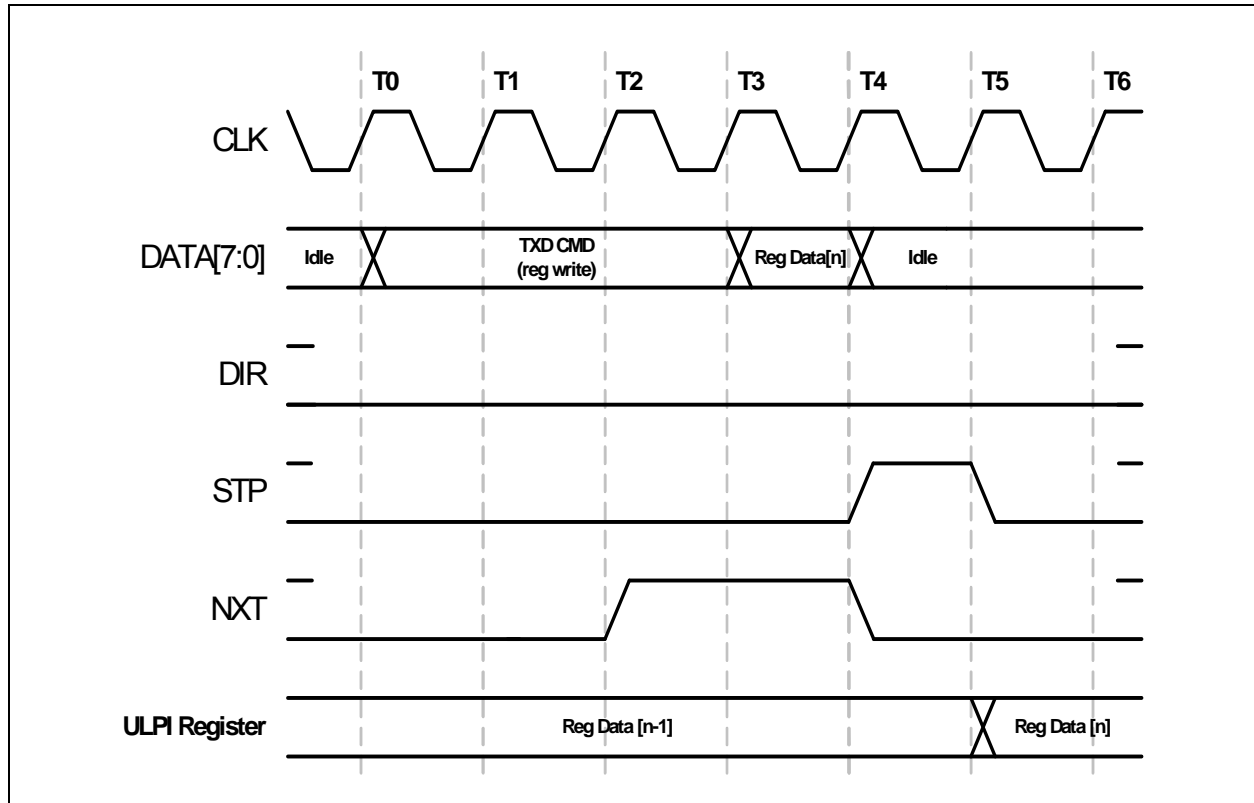 T0 T1 T2 T3 T4 T5 T6
CLK
DATA[7:0] Idle TXD CMD Reg Data[n] Idle
(reg write)
DIR
STP
NXT
ULPI Register Reg Data [n-1] Reg Data [n]